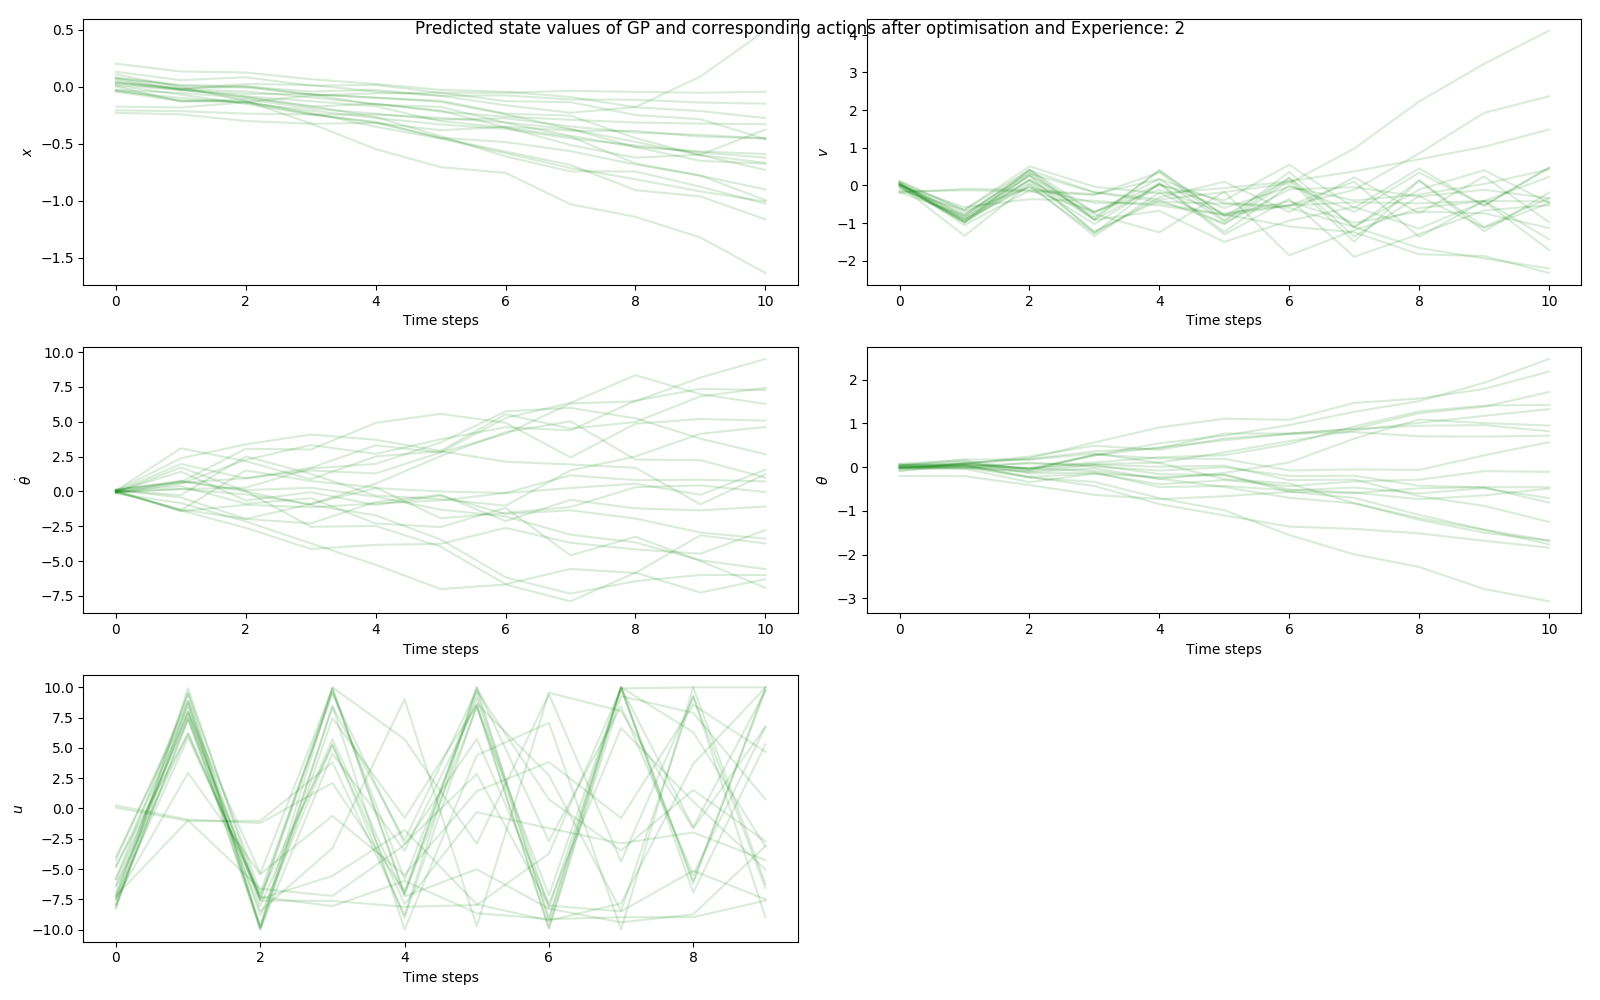 Predicted state values of GP and corresponding actions after optimisation and Experience: 2
0.5
0.0
−0.5
−1.0
−1.5
x
0 2 4 6 8 10
Time steps
4
3
2
1
0
−1
−2
v
0 2 4 6 8 10
Time steps
10.0
7.5
5.0
2.5
0.0
−2.5
−5.0
−7.5
θ̇
0 2 4 6 8 10
Time steps
2
1
0
−1
−2
−3
θ
0 2 4 6 8 10
Time steps
10.0
7.5
5.0
2.5
0.0
−2.5
−5.0
−7.5
−10.0
u
0 2 4 6 8
Time steps